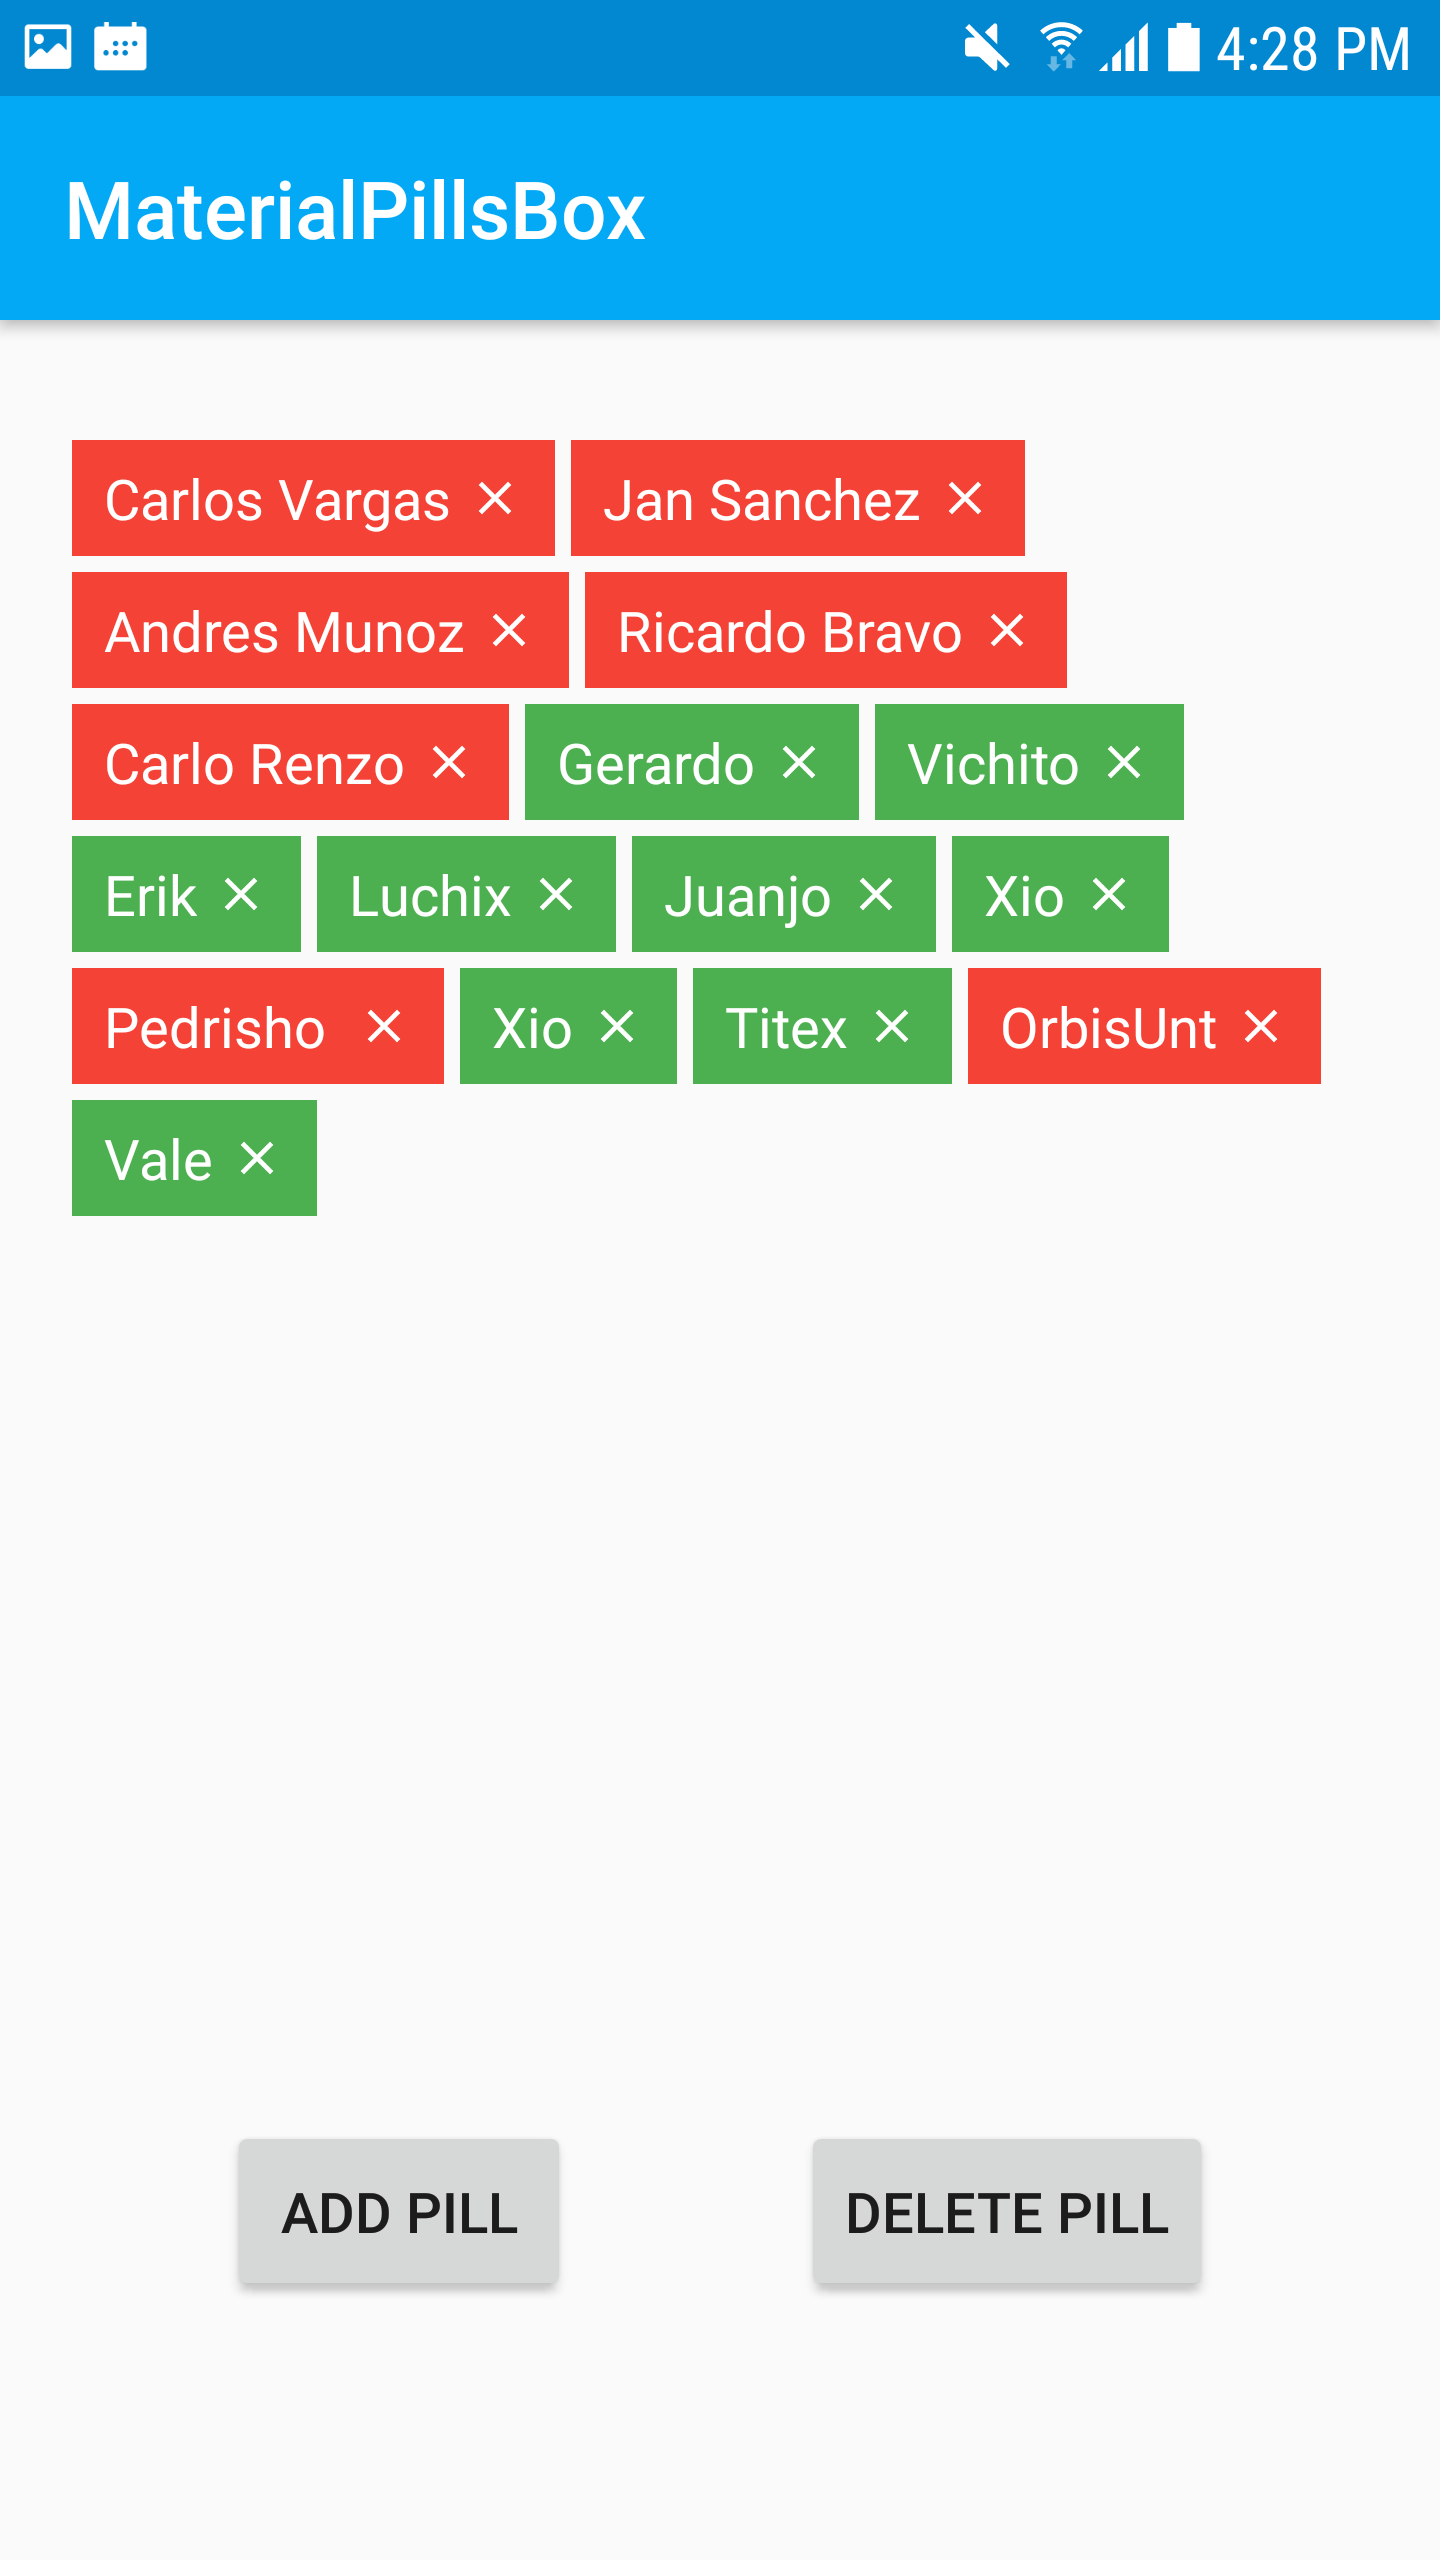 4:28 PM
MaterialPillsBox
Carlos Vargas Jan Sanchez
Andres Munoz Ricardo Bravo
Carlo Renzo Gerardo Vichito
Erik Luchix Juanjo Xio
Pedrisho Xio Titex OrbisUnt
Vale
ADD PILL DELETE PILL